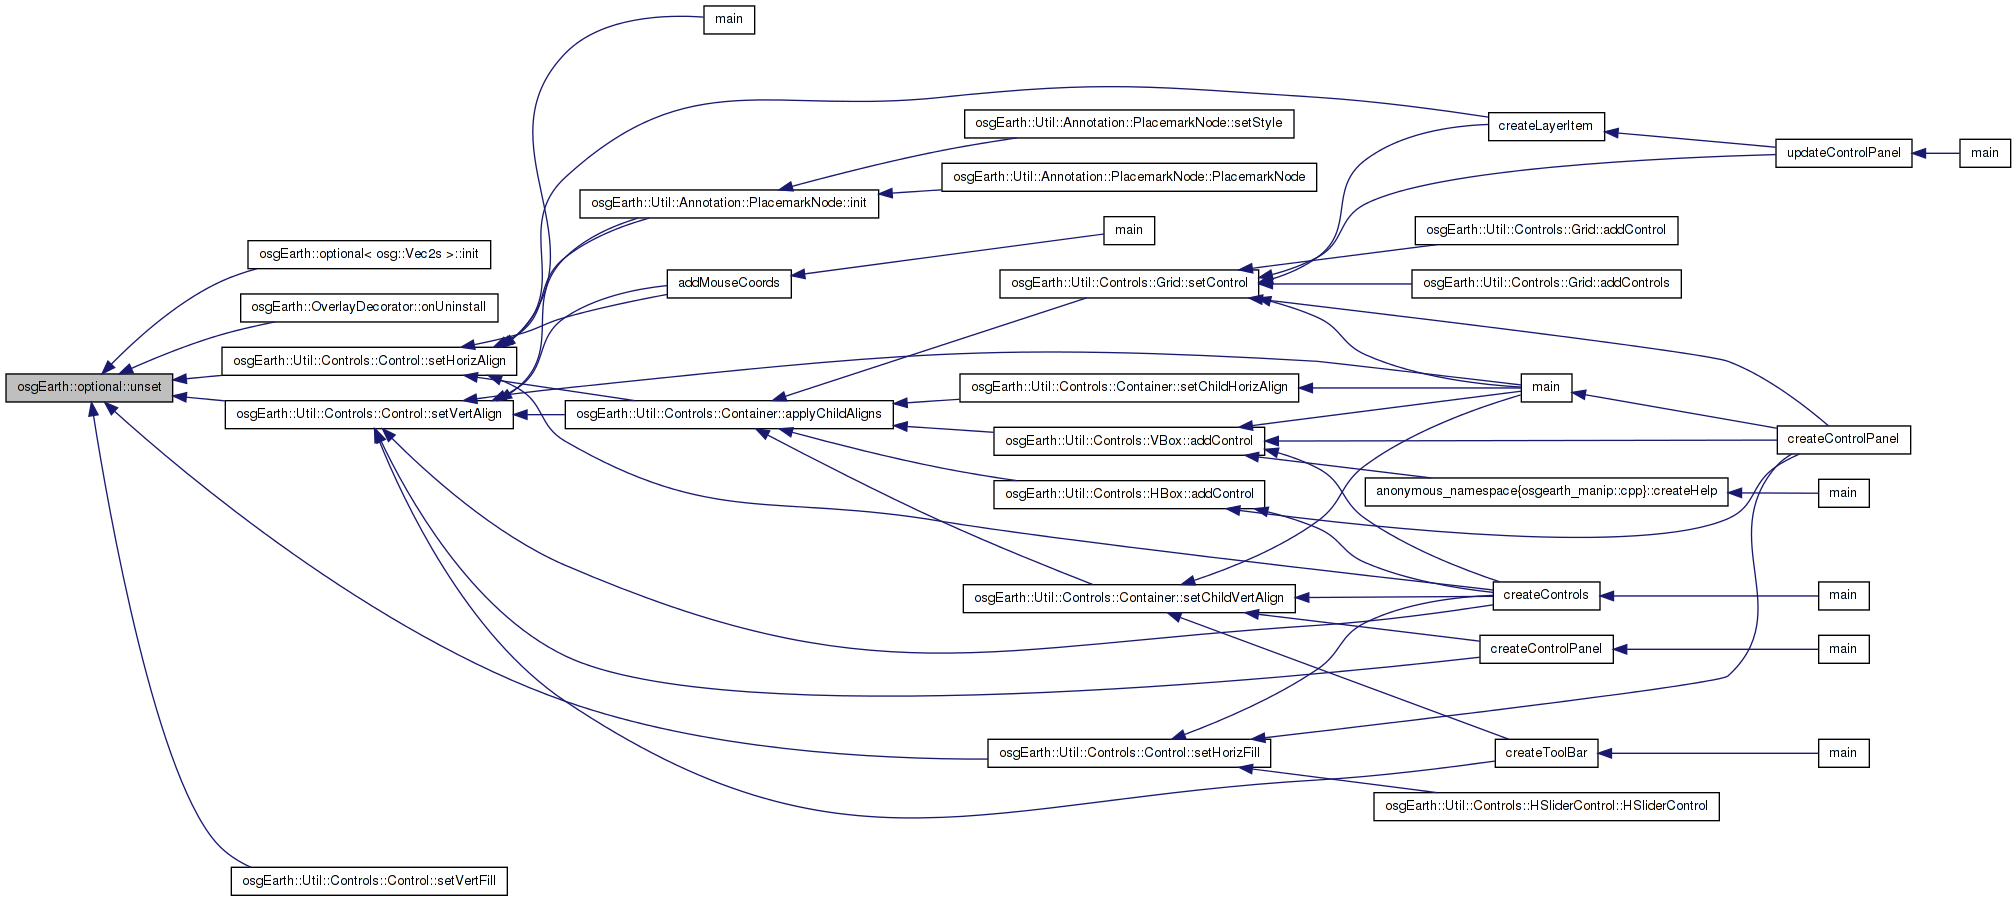 main
osgEarth::Util::Annotation::PlacemarkNode::setStyle
createLayerItem
updateControlPanel
main
osgEarth::Util::Annotation::PlacemarkNode::PlacemarkNode
osgEarth::Util::Annotation::PlacemarkNode::init
main
osgEarth::Util::Controls::Grid::addControl
osgEarth::optional< osg::Vec2s >::init
addMouseCoords
osgEarth::Util::Controls::Grid::setControl
osgEarth::Util::Controls::Grid::addControls
osgEarth::OverlayDecorator::onUninstall
osgEarth::Util::Controls::Control::setHorizAlign
osgEarth::optional::unset
osgEarth::Util::Controls::Container::setChildHorizAlign
main
osgEarth::Util::Controls::Control::setVertAlign
osgEarth::Util::Controls::Container::applyChildAligns
osgEarth::Util::Controls::VBox::addControl
createControlPanel
osgEarth::Util::Controls::HBox::addControl
anonymous_namespace{osgearth_manip::cpp}::createHelp
main
osgEarth::Util::Controls::Container::setChildVertAlign
createControls
main
createControlPanel
main
osgEarth::Util::Controls::Control::setHorizFill
createToolBar
main
osgEarth::Util::Controls::HSliderControl::HSliderControl
osgEarth::Util::Controls::Control::setVertFill